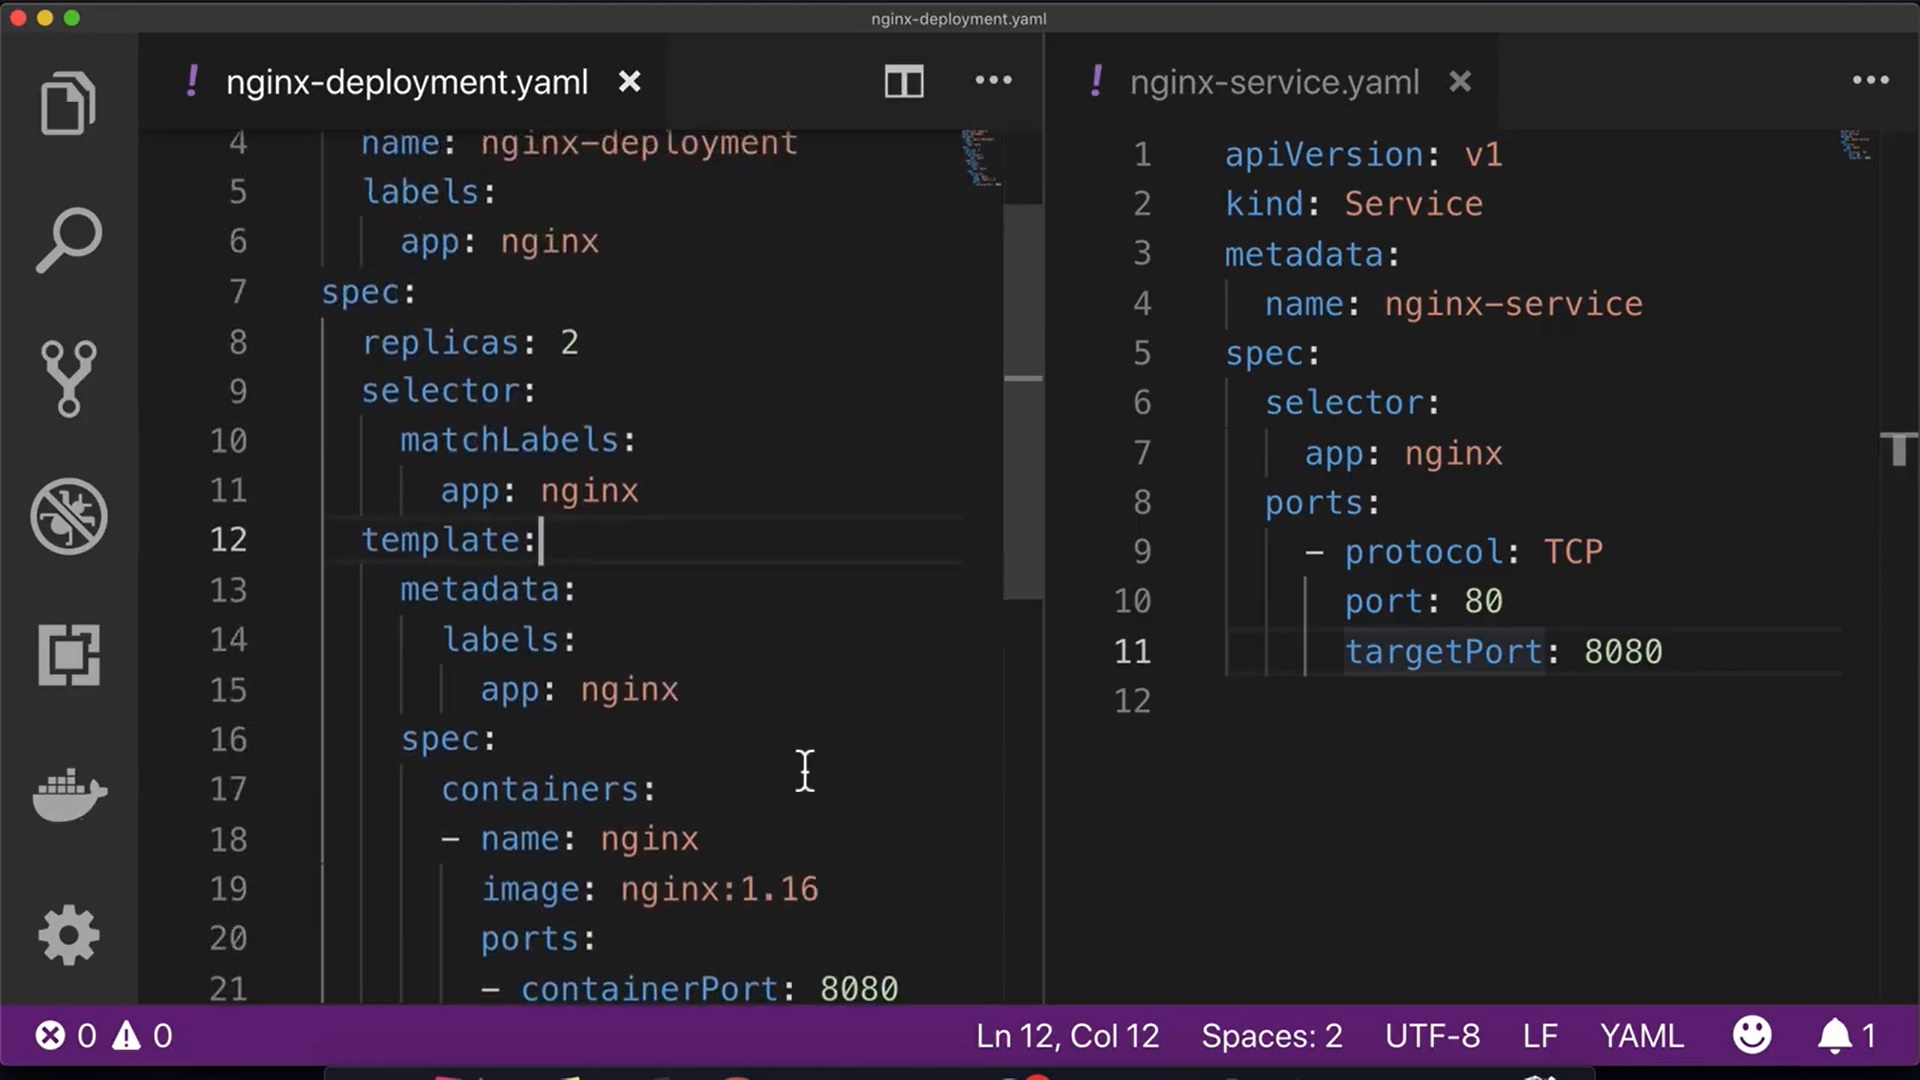 nginx-deployment.yaml
! nginx-deployment.yaml
4 name: nginx-deployment
5 labels:
6 app: nginx
7 spec:
8 replicas: 2
9 selector:
10 matchLabels:
11 app: nginx
12 template:
13 metadata:
14 labels:
15 app: nginx
16 spec:
17 containers:
18 - name: nginx
19 image: nginx:1.16
20 ports:
21 - containerPort: 8080
! nginx-service.yaml
1 apiVersion: v1
2 kind: Service
3 metadata:
4 name: nginx-service
5 spec:
6 selector:
7 app: nginx
8 ports:
9 - protocol: TCP
10 port: 80
11 targetPort: 8080
12
0 0 Ln 12, Col 12 Spaces: 2 UTF-8 LF YAML 1